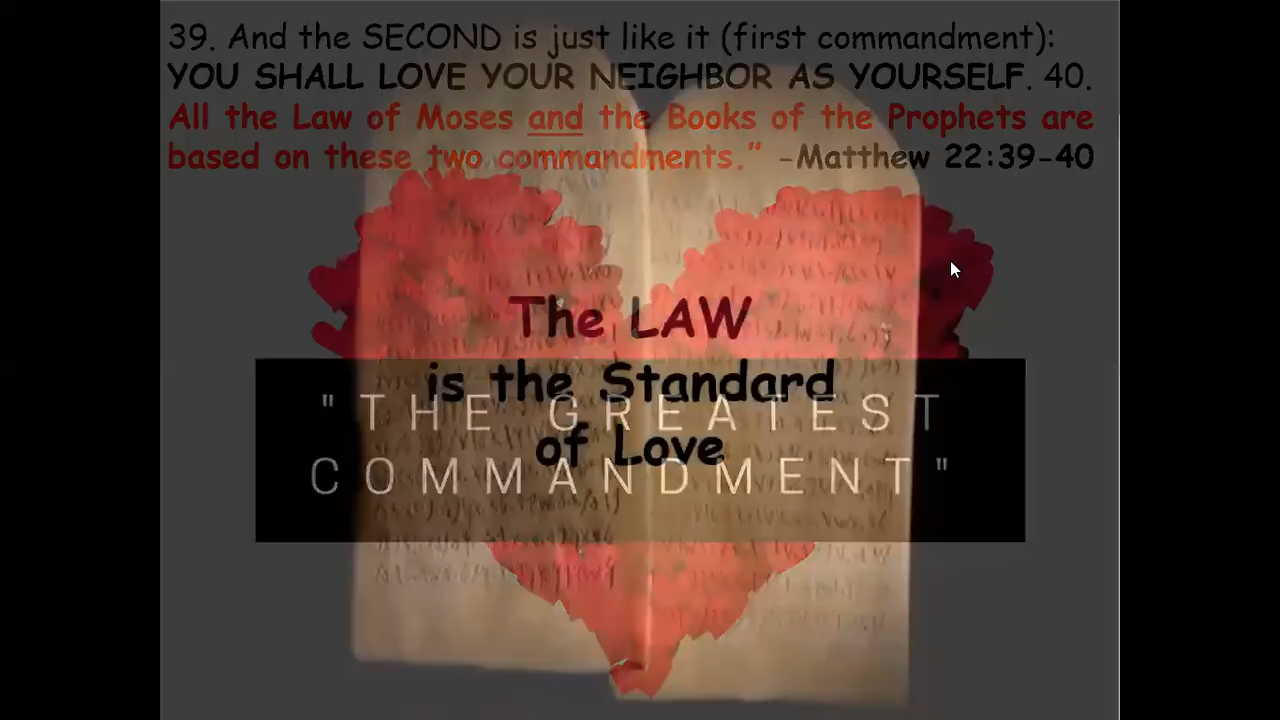 39. And the SECOND is just like it (first commandment):
YOU SHALL LOVE YOUR NEIGHBOR AS YOURSELF. 40.
All the Law of Moses and the Books of the Prophets are
based on these two commandments.” -Matthew 22:39-40
The LAW
is the Standard
of Love
"THE GREATEST
COMMANDMENT"